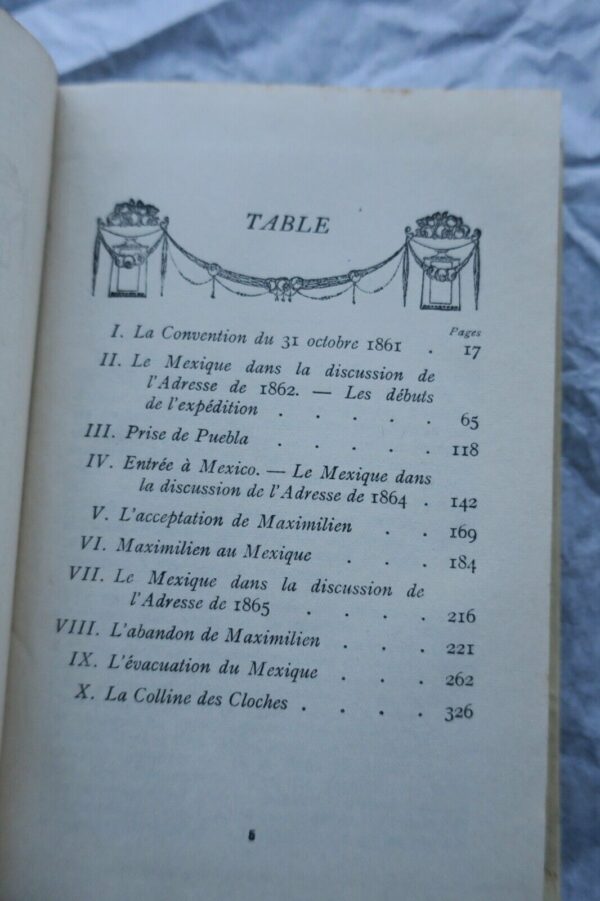 TABLE
Pages
I. La Convention du 31 octobre 1861 . 17
II. Le Mexique dans la discussion de
l'Adresse de 1862. — Les débuts
de l'expédition . . . . . 65
III. Prise de Puebla . . . . . 118
IV. Entrée à Mexico. — Le Mexique dans
la discussion de l'Adresse de 1864 . 142
V. L'acceptation de Maximilien . . 169
VI. Maximilien au Mexique . . . 184
VII. Le Mexique dans la discussion de
l'Adresse de 1865 . . . . 216
VIII. L'abandon de Maximilien . . . 221
IX. L'évacuation du Mexique . . . 262
X. La Colline des Cloches . . . . 326